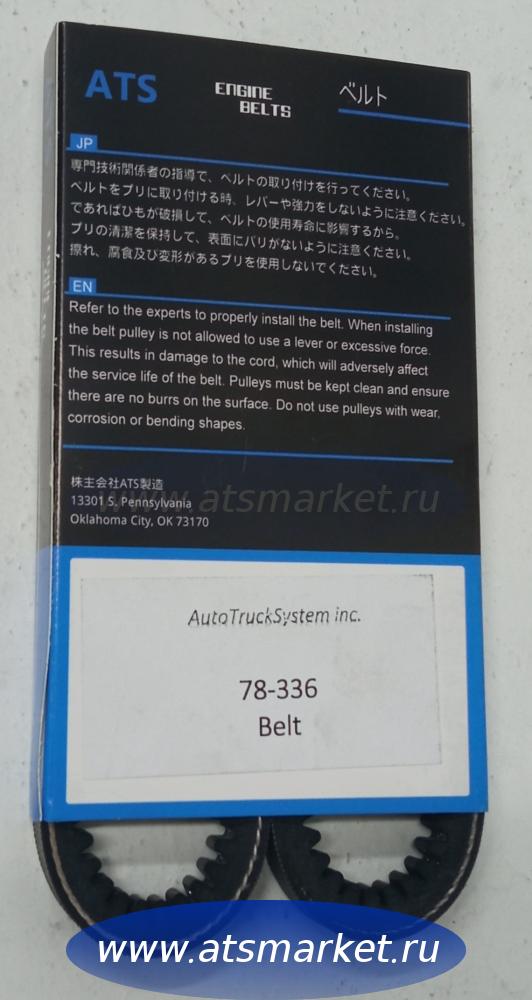 ATS
ENGINE
BELTS
ベルト
JP
専門技術関係者の指導で、ベルトの取り付けを行ってください。
ベルトをプリに取り付ける時、レバーや強力をしないように注意ください。
であればひもが破損して、ベルトの使用寿命に影響するから。
プリの清潔を保持して、表面にバリがないように注意ください。
擦れ、腐食及び変形があるプリを使用しないてください。
EN
Refer to the experts to properly install the belt. When installing
the belt pulley is not allowed to use a lever or excessive force.
This results in damage to the cord, which will adversely affect
the service life of the belt. Pulleys must be kept clean and ensure
there are no burrs on the surface. Do not use pulleys with wear,
corrosion or bending shapes.
株主会社ATS製造
13301 S. Pennsylvania
Oklahoma City, OK 73170
www.atsmarket.ru
AutoTruckSystem inc.
78-336
Belt
www.atsmarket.ru